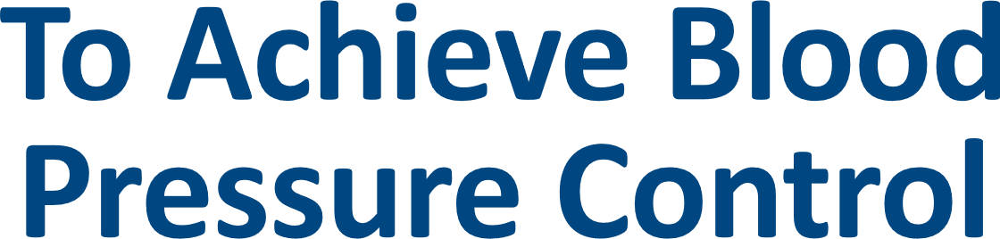 To Achieve Blood
Pressure Control